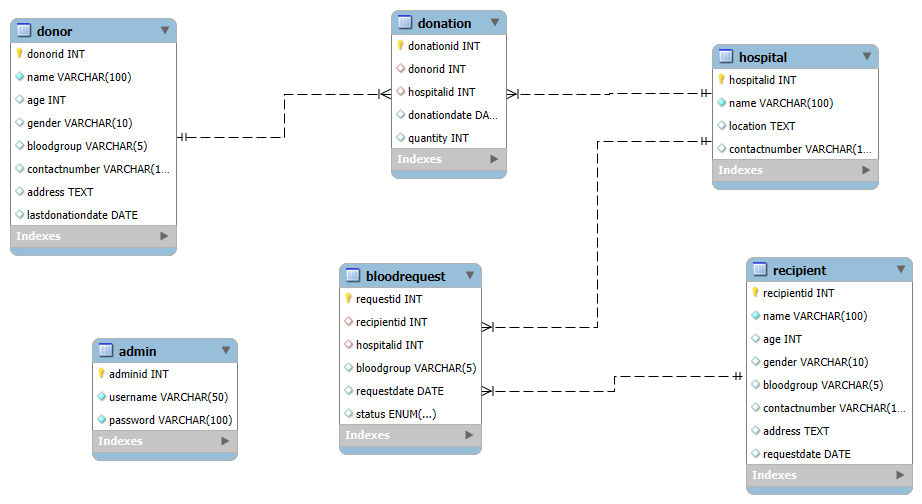 donor
donorid INT
name VARCHAR(100)
age INT
gender VARCHAR(10)
bloodgroup VARCHAR(5)
contactnumber VARCHAR(1...
address TEXT
lastdonationdate DATE
Indexes
donation
donationid INT
donorid INT
hospitalid INT
donationdate DA...
quantity INT
Indexes
hospital
hospitalid INT
name VARCHAR(100)
location TEXT
contactnumber VARCHAR(1...
Indexes
bloodrequest
requestid INT
recipientid INT
hospitalid INT
bloodgroup VARCHAR(5)
requestdate DATE
status ENUM(...)
Indexes
recipient
recipientid INT
name VARCHAR(100)
age INT
gender VARCHAR(10)
bloodgroup VARCHAR(5)
contactnumber VARCHAR(1...
address TEXT
requestdate DATE
Indexes
admin
adminid INT
username VARCHAR(50)
password VARCHAR(100)
Indexes